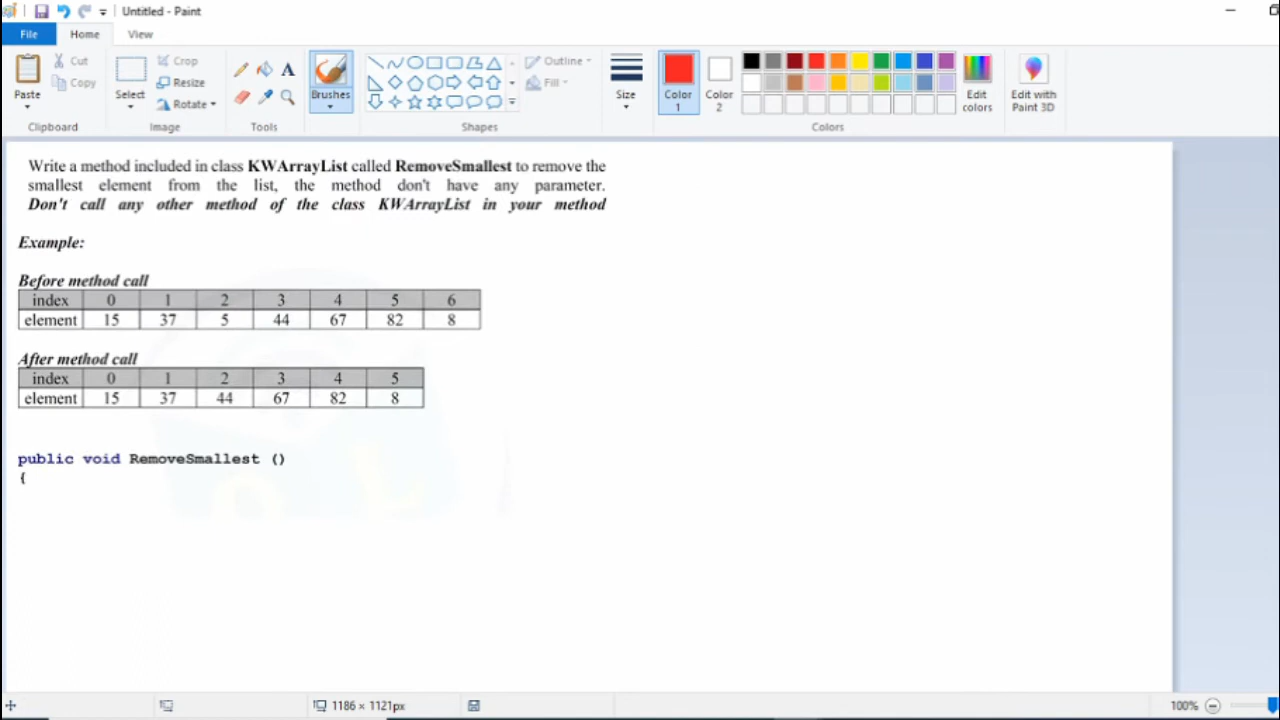 Untitled - Paint
File Home View
Paste
Cut
Copy
Clipboard
Select
Crop
Resize
Rotate
Image
A
Tools
Brushes
Outline
Fill
Shapes
Size
Color 1
Color 2
Edit colors
Colors
Edit with Paint 3D
Write a method included in class KWArrayList called RemoveSmallest to remove the
smallest element from the list, the method don't have any parameter.
Don't call any other method of the class KWArrayList in your method
Example:
Before method call
index 0 1 2 3 4 5 6
element 15 37 5 44 67 82 8
After method call
index 0 1 2 3 4 5
element 15 37 44 67 82 8
public void RemoveSmallest ()
{
1186 × 1121px
100%